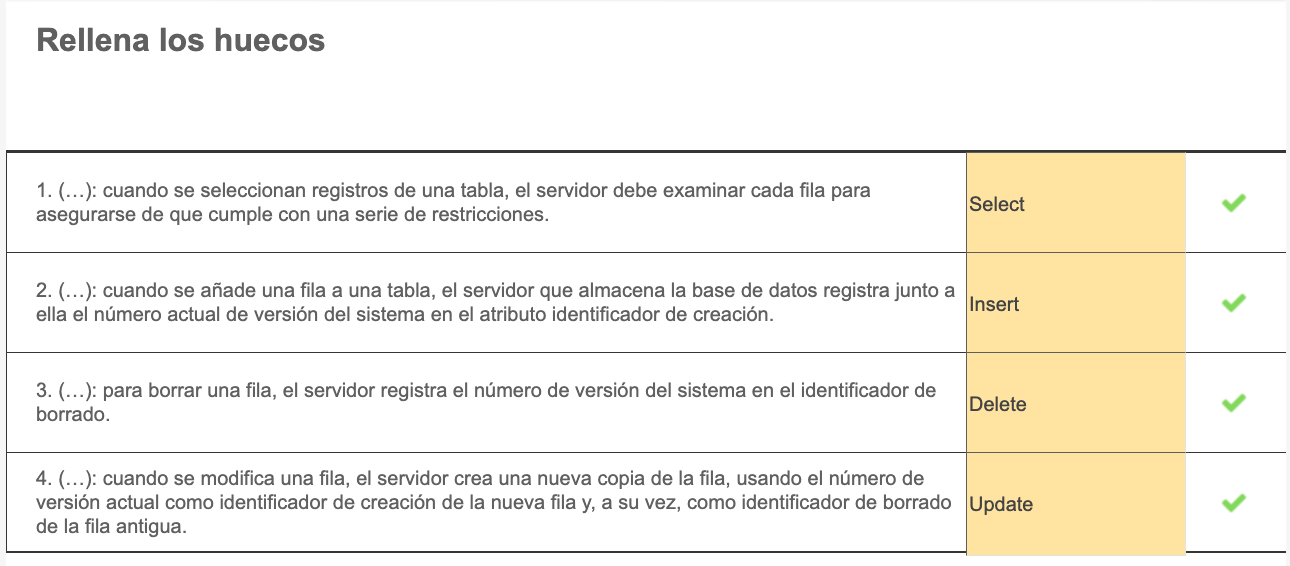 Rellena los huecos
1. (…): cuando se seleccionan registros de una tabla, el servidor debe examinar cada fila para
asegurarse de que cumple con una serie de restricciones.
Select
2. (…): cuando se añade una fila a una tabla, el servidor que almacena la base de datos registra junto a
ella el número actual de versión del sistema en el atributo identificador de creación.
Insert
3. (…): para borrar una fila, el servidor registra el número de versión del sistema en el identificador de
borrado.
Delete
4. (…): cuando se modifica una fila, el servidor crea una nueva copia de la fila, usando el número de
versión actual como identificador de creación de la nueva fila y, a su vez, como identificador de borrado
de la fila antigua.
Update